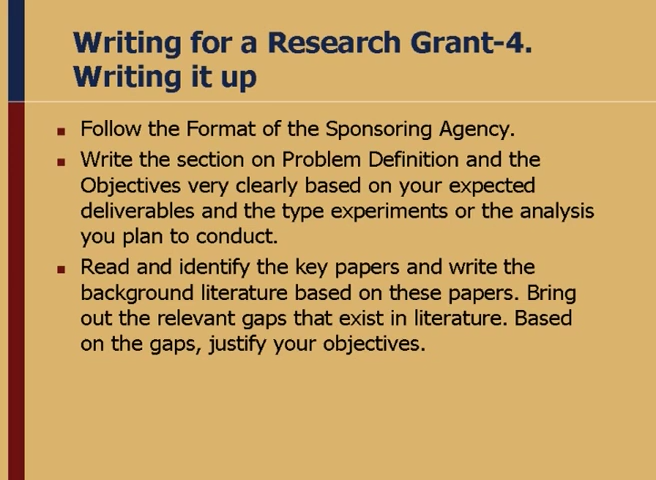 Writing for a Research Grant-4.
Writing it up
Follow the Format of the Sponsoring Agency.
Write the section on Problem Definition and the
Objectives very clearly based on your expected
deliverables and the type experiments or the analysis
you plan to conduct.
Read and identify the key papers and write the
background literature based on these papers. Bring
out the relevant gaps that exist in literature. Based
on the gaps, justify your objectives.